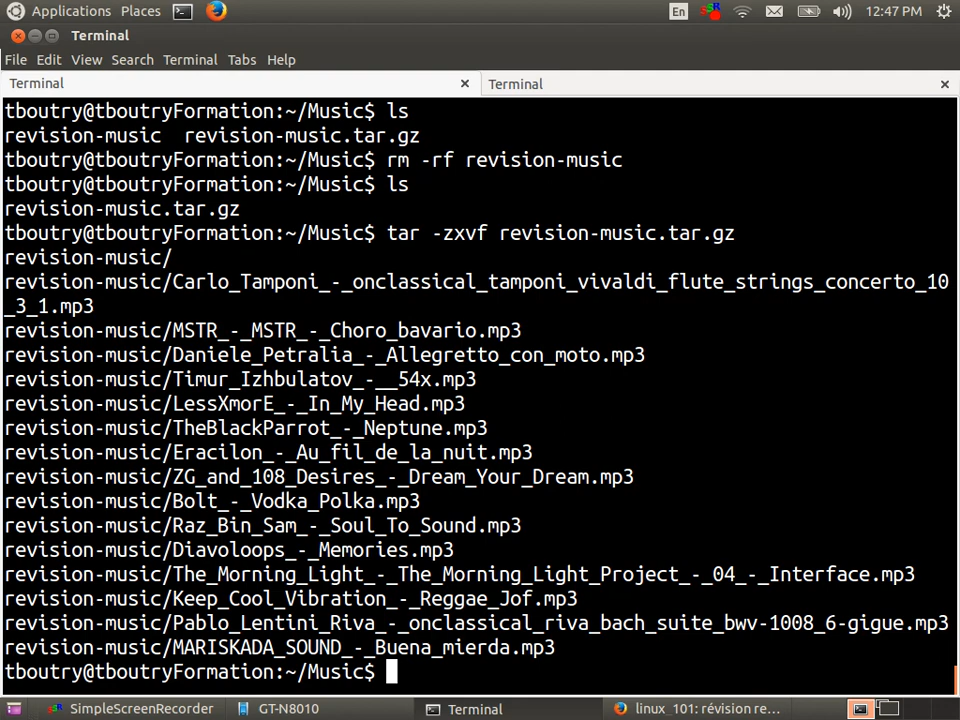 Applications Places En 12:47 PM
Terminal
File Edit View Search Terminal Tabs Help
Terminal × Terminal ×
tboutry@tboutryFormation:~/Music$ ls
revision-music  revision-music.tar.gz
tboutry@tboutryFormation:~/Music$ rm -rf revision-music
tboutry@tboutryFormation:~/Music$ ls
revision-music.tar.gz
tboutry@tboutryFormation:~/Music$ tar -zxvf revision-music.tar.gz
revision-music/
revision-music/Carlo_Tamponi_-_onclassical_tamponi_vivaldi_flute_strings_concerto_10
_3_1.mp3
revision-music/MSTR_-_MSTR_-_Choro_bavario.mp3
revision-music/Daniele_Petralia_-_Allegretto_con_moto.mp3
revision-music/Timur_Izhbulatov_-__54x.mp3
revision-music/LessXmorE_-_In_My_Head.mp3
revision-music/TheBlackParrot_-_Neptune.mp3
revision-music/Eracilon_-_Au_fil_de_la_nuit.mp3
revision-music/ZG_and_108_Desires_-_Dream_Your_Dream.mp3
revision-music/Bolt_-_Vodka_Polka.mp3
revision-music/Raz_Bin_Sam_-_Soul_To_Sound.mp3
revision-music/Diavoloops_-_Memories.mp3
revision-music/The_Morning_Light_-_The_Morning_Light_Project_-_04_-_Interface.mp3
revision-music/Keep_Cool_Vibration_-_Reggae_Jof.mp3
revision-music/Pablo_Lentini_Riva_-_onclassical_riva_bach_suite_bwv-1008_6-gigue.mp3
revision-music/MARISKADA_SOUND_-_Buena_mierda.mp3
tboutry@tboutryFormation:~/Music$
SimpleScreenRecorder GT-N8010 Terminal linux_101: révision re...